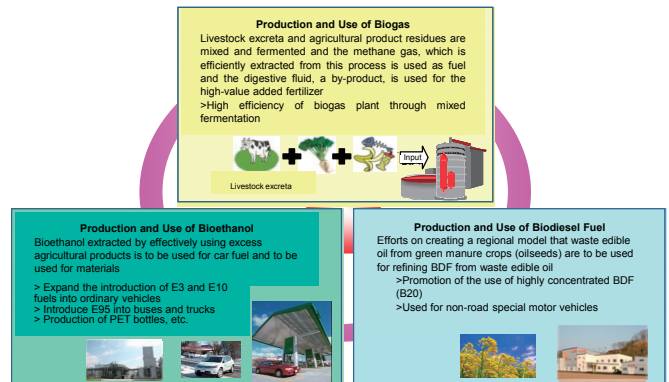 Production and Use of Biogas
Livestock excreta and agricultural product residues are
mixed and fermented and the methane gas, which is
efficiently extracted from this process is used as fuel
and the digestive fluid, a by-product, is used for the
high-value added fertilizer
>High efficiency of biogas plant through mixed
fermentation
Input
Livestock excreta
Production and Use of Bioethanol
Bioethanol extracted by effectively using excess
agricultural products is to be used for car fuel and to be
used for materials
> Expand the introduction of E3 and E10
fuels into ordinary vehicles
> Introduce E95 into buses and trucks
> Production of PET bottles, etc.
Production and Use of Biodiesel Fuel
Efforts on creating a regional model that waste edible
oil from green manure crops (oilseeds) are to be used
for refining BDF from waste edible oil
>Promotion of the use of highly concentrated BDF
(B20)
>Used for non-road special motor vehicles